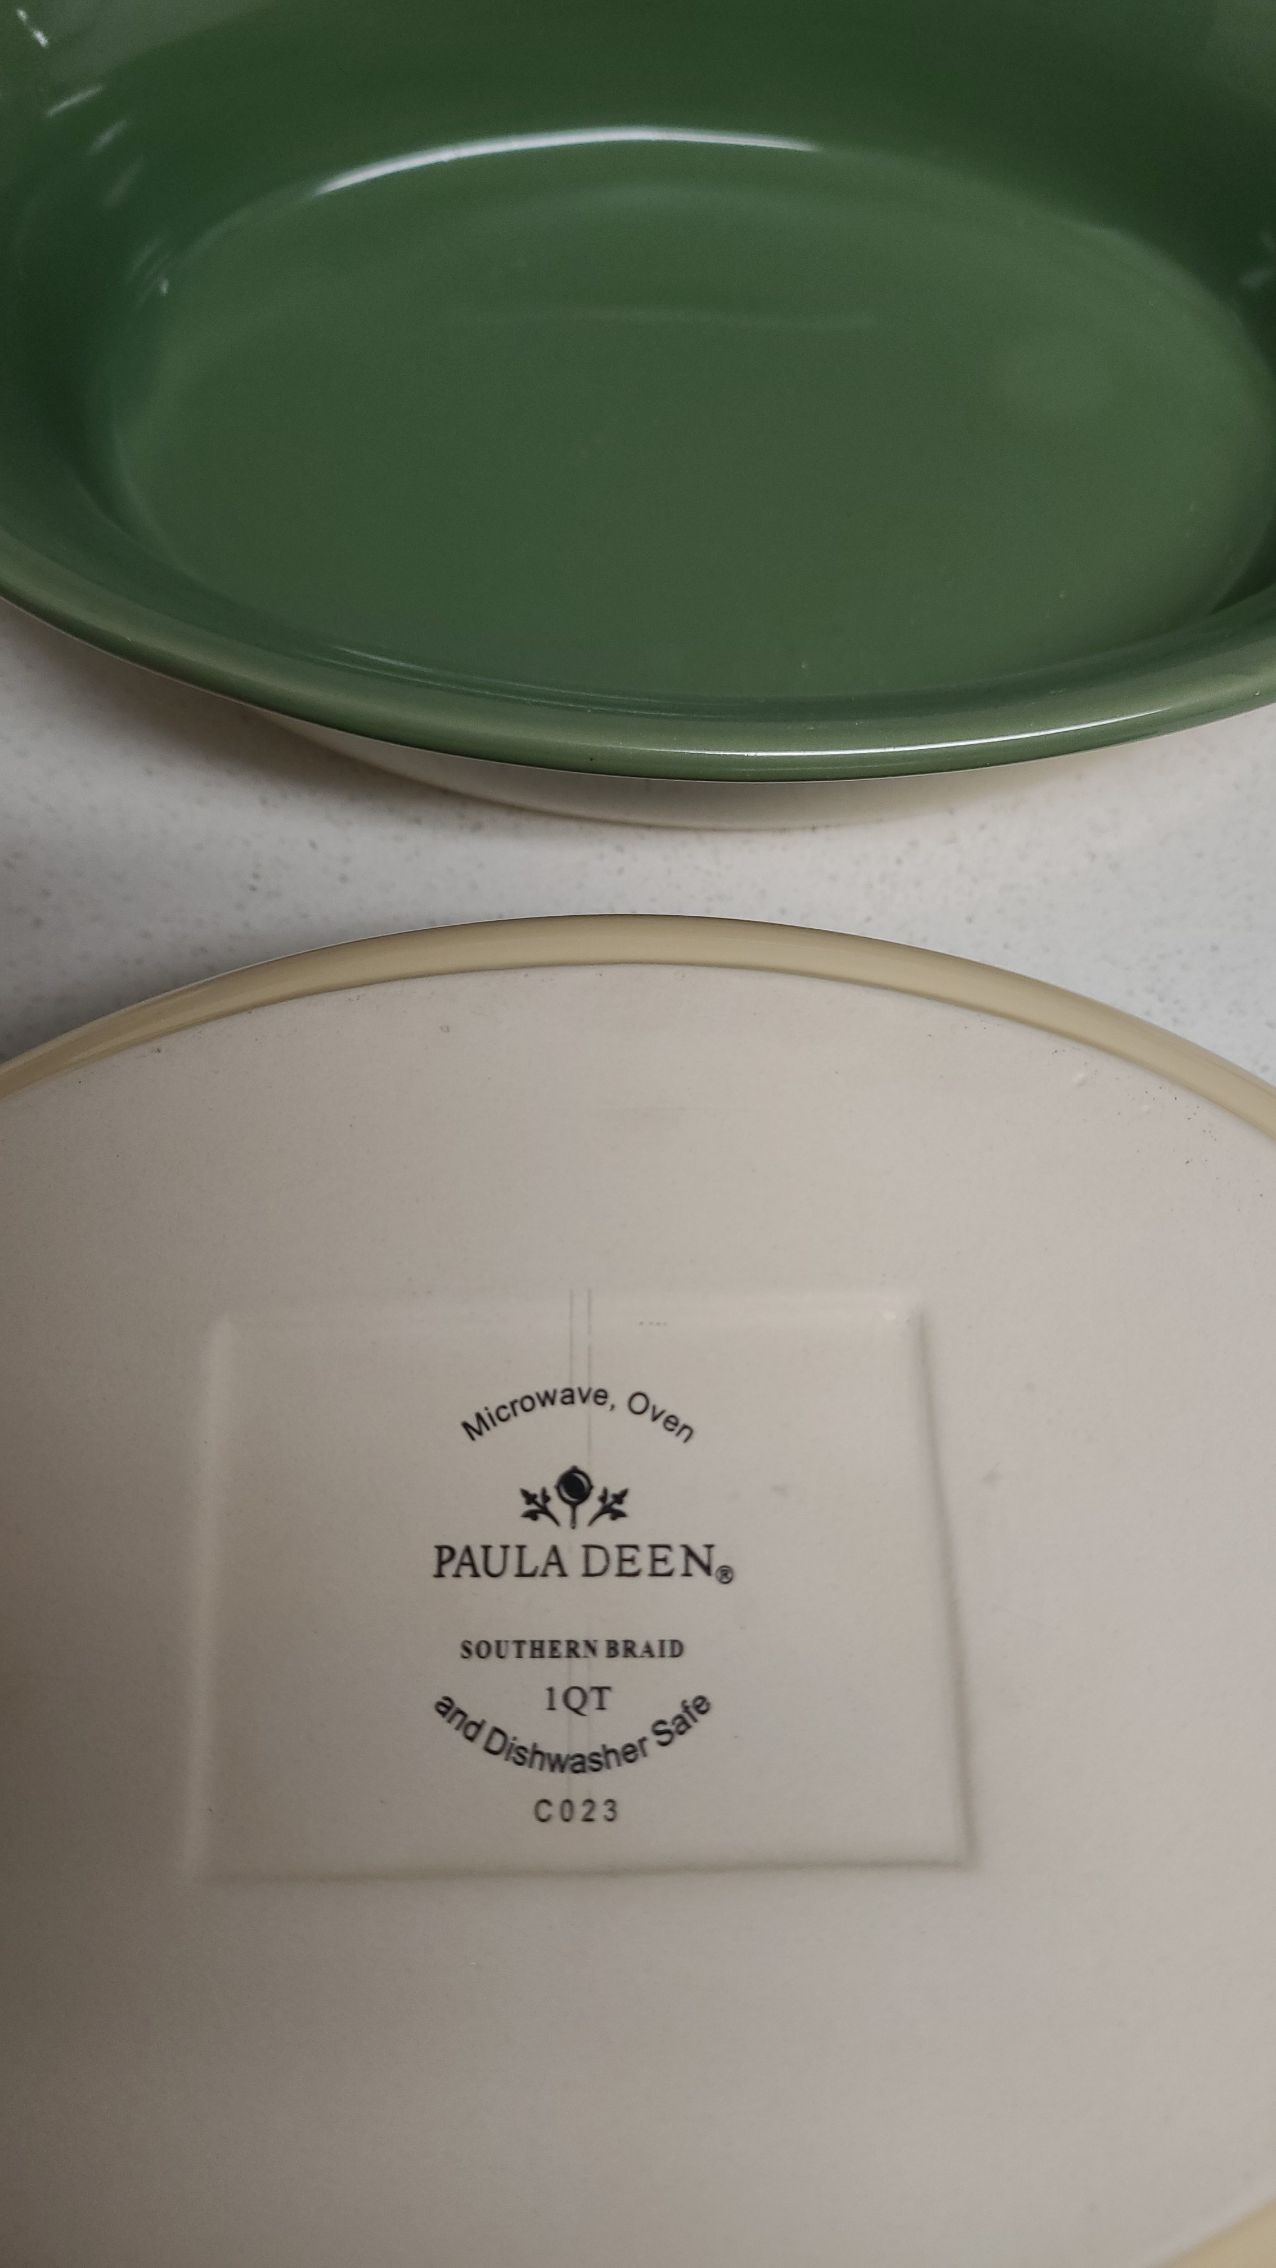 Microwave, Oven
PAULA DEEN®
SOUTHERN BRAID
1QT
and Dishwasher Safe
C023